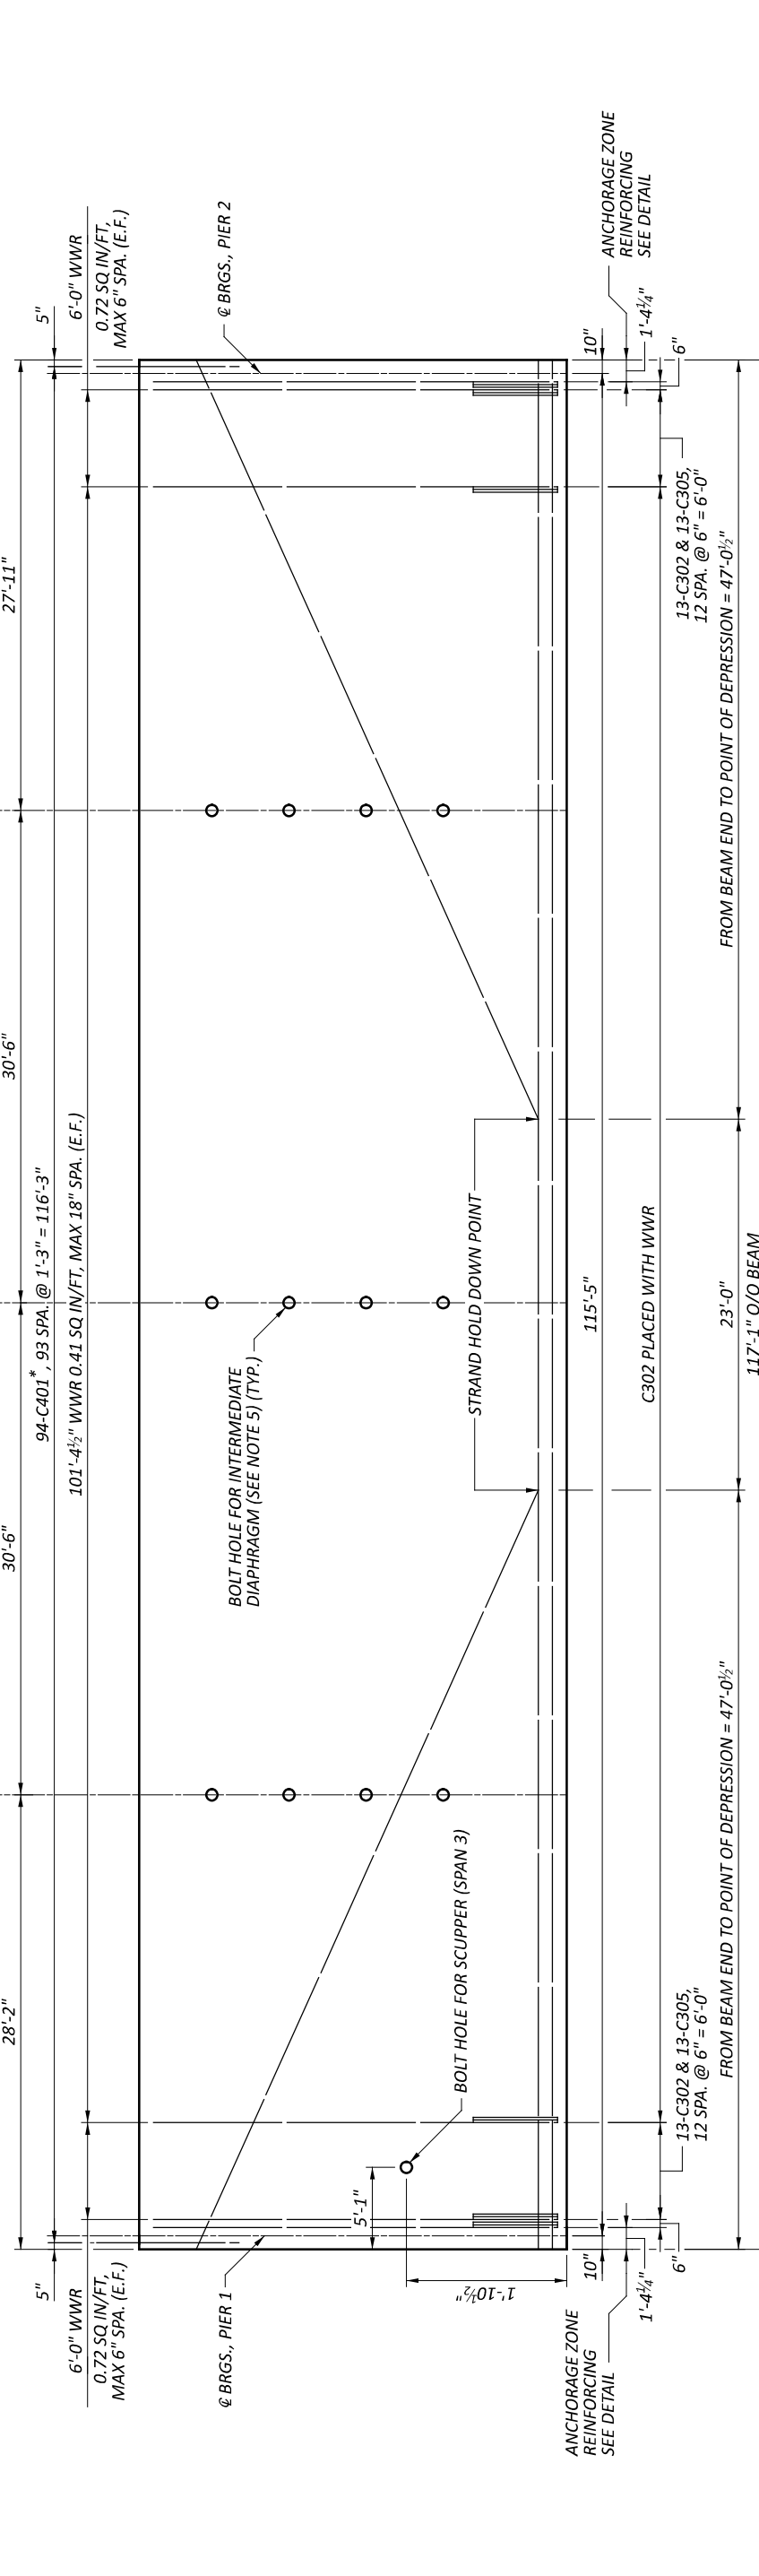 28'-2"
30'-6"
30'-6"
27'-11"
5"
94-C401*, 93 SPA. @ 1'-3" = 116'-3"
5"
6'-0" WWR
0.72 SQ IN/FT,
MAX 6" SPA. (E.F.)
101'-4½" WWR 0.41 SQ IN/FT, MAX 18" SPA. (E.F.)
6'-0" WWR
0.72 SQ IN/FT,
MAX 6" SPA. (E.F.)
℄ BRGS., PIER 1
℄ BRGS., PIER 2
BOLT HOLE FOR INTERMEDIATE
DIAPHRAGM (SEE NOTE 5) (TYP.)
5'-1"
BOLT HOLE FOR SCUPPER (SPAN 3)
1'-10½"
STRAND HOLD DOWN POINT
10"
115'-5"
10"
ANCHORAGE ZONE
REINFORCING
SEE DETAIL
ANCHORAGE ZONE
REINFORCING
SEE DETAIL
1'-4¼"
1'-4¼"
6"
C302 PLACED WITH WWR
6"
13-C302 & 13-C305,
12 SPA. @ 6" = 6'-0"
13-C302 & 13-C305,
12 SPA. @ 6" = 6'-0"
FROM BEAM END TO POINT OF DEPRESSION = 47'-0½"
23'-0"
FROM BEAM END TO POINT OF DEPRESSION = 47'-0½"
117'-1" O/O BEAM